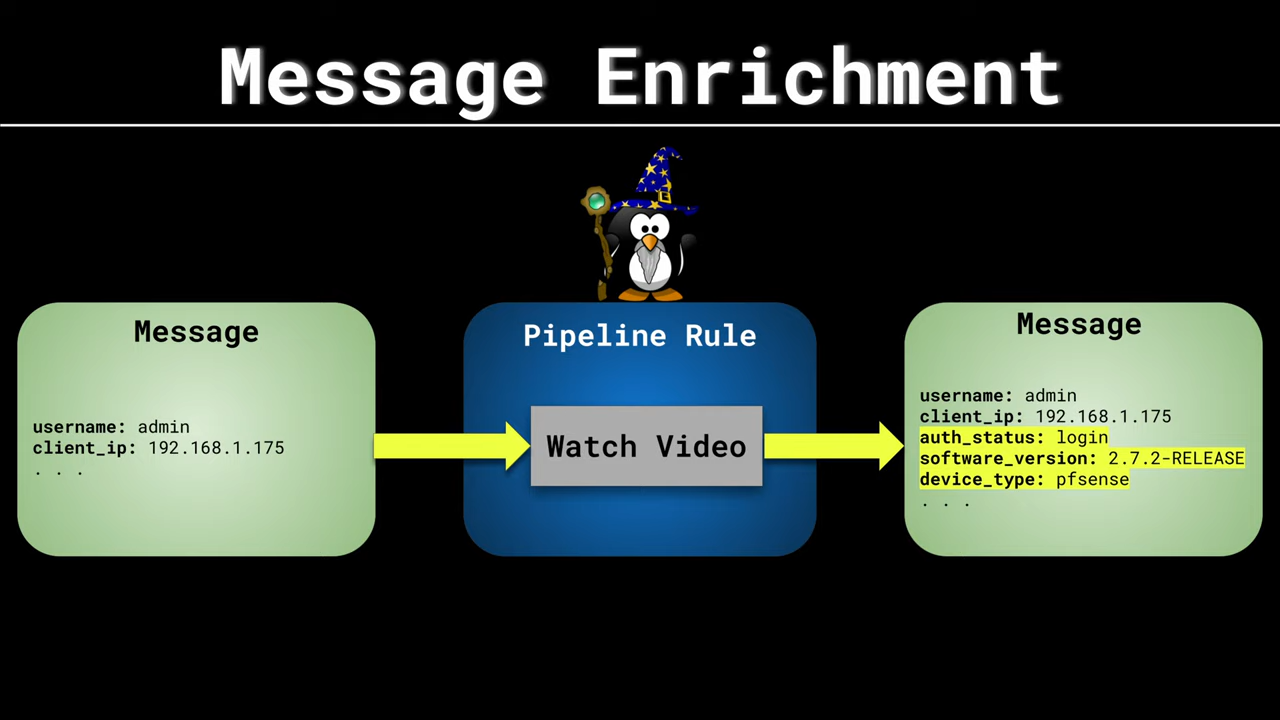 Message Enrichment
Message
username: admin
client_ip: 192.168.1.175
. . .
Pipeline Rule
Watch Video
Message
username: admin
client_ip: 192.168.1.175
auth_status: login
software_version: 2.7.2-RELEASE
device_type: pfsense
. . .